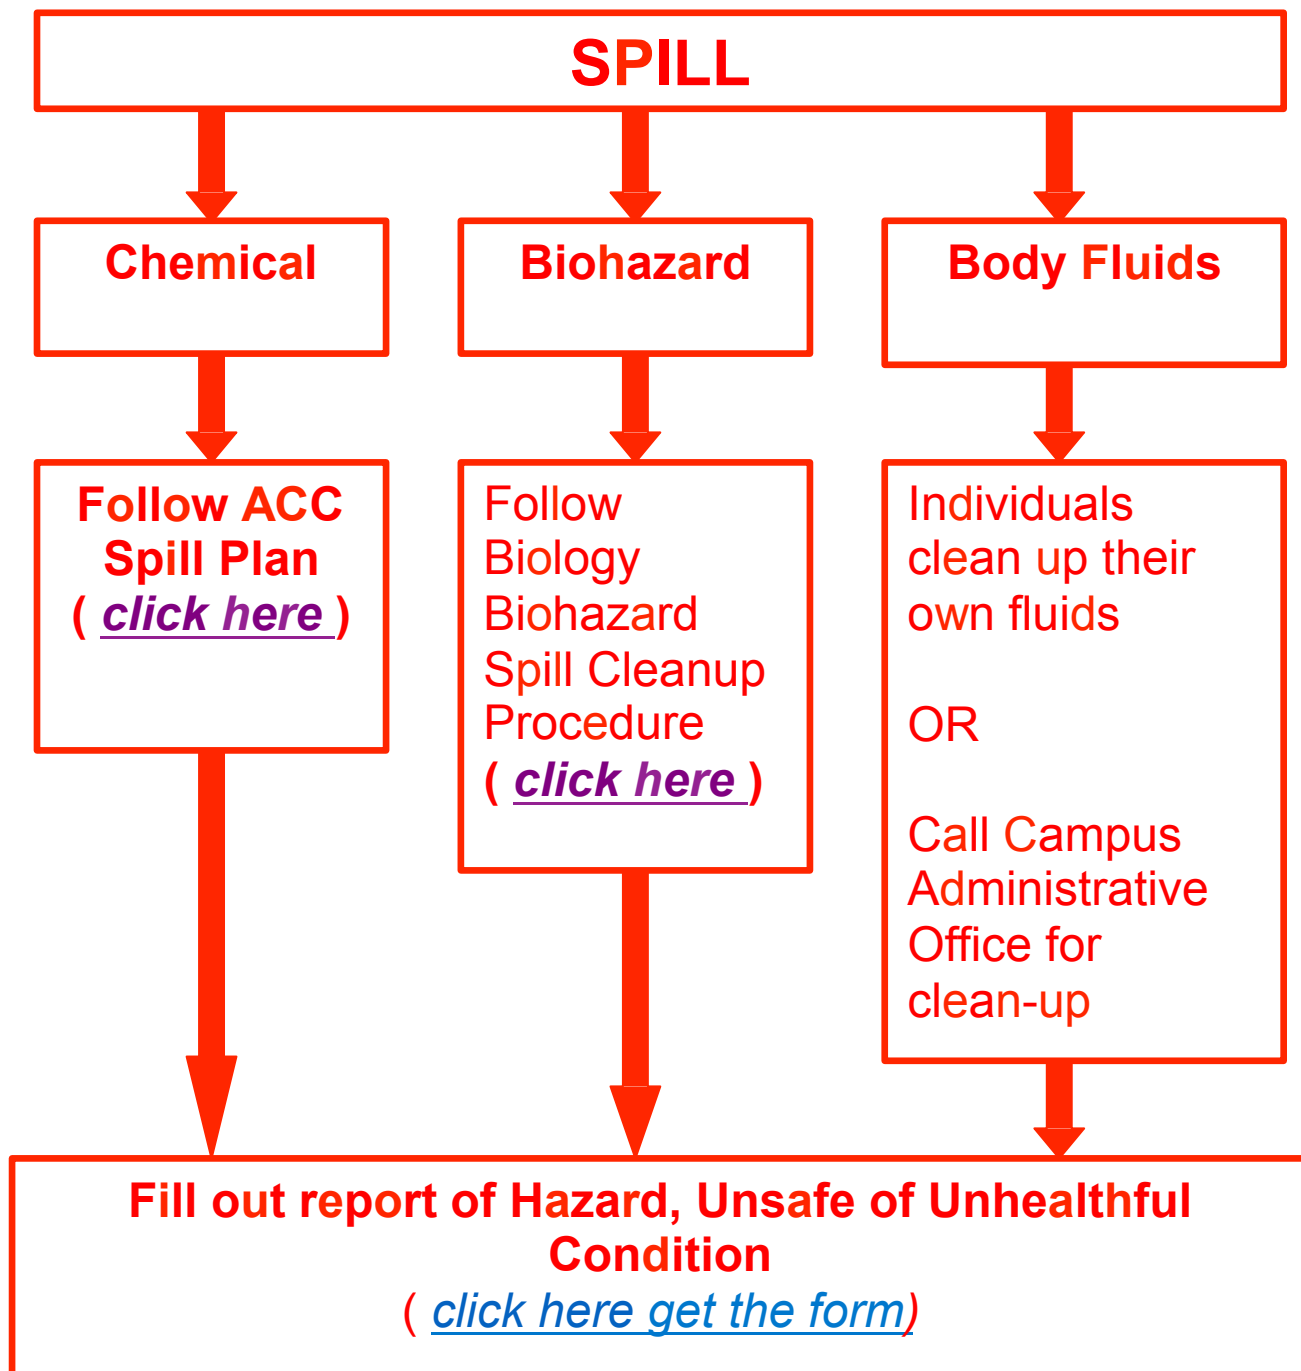 SPILL
Chemical
Biohazard
Body Fluids
Follow ACC
Spill Plan
( click here )
Follow
Biology
Biohazard
Spill Cleanup
Procedure
( click here )
Individuals
clean up their
own fluids
OR
Call Campus
Administrative
Office for
clean-up
Fill out report of Hazard, Unsafe of Unhealthful
Condition
( click here get the form)